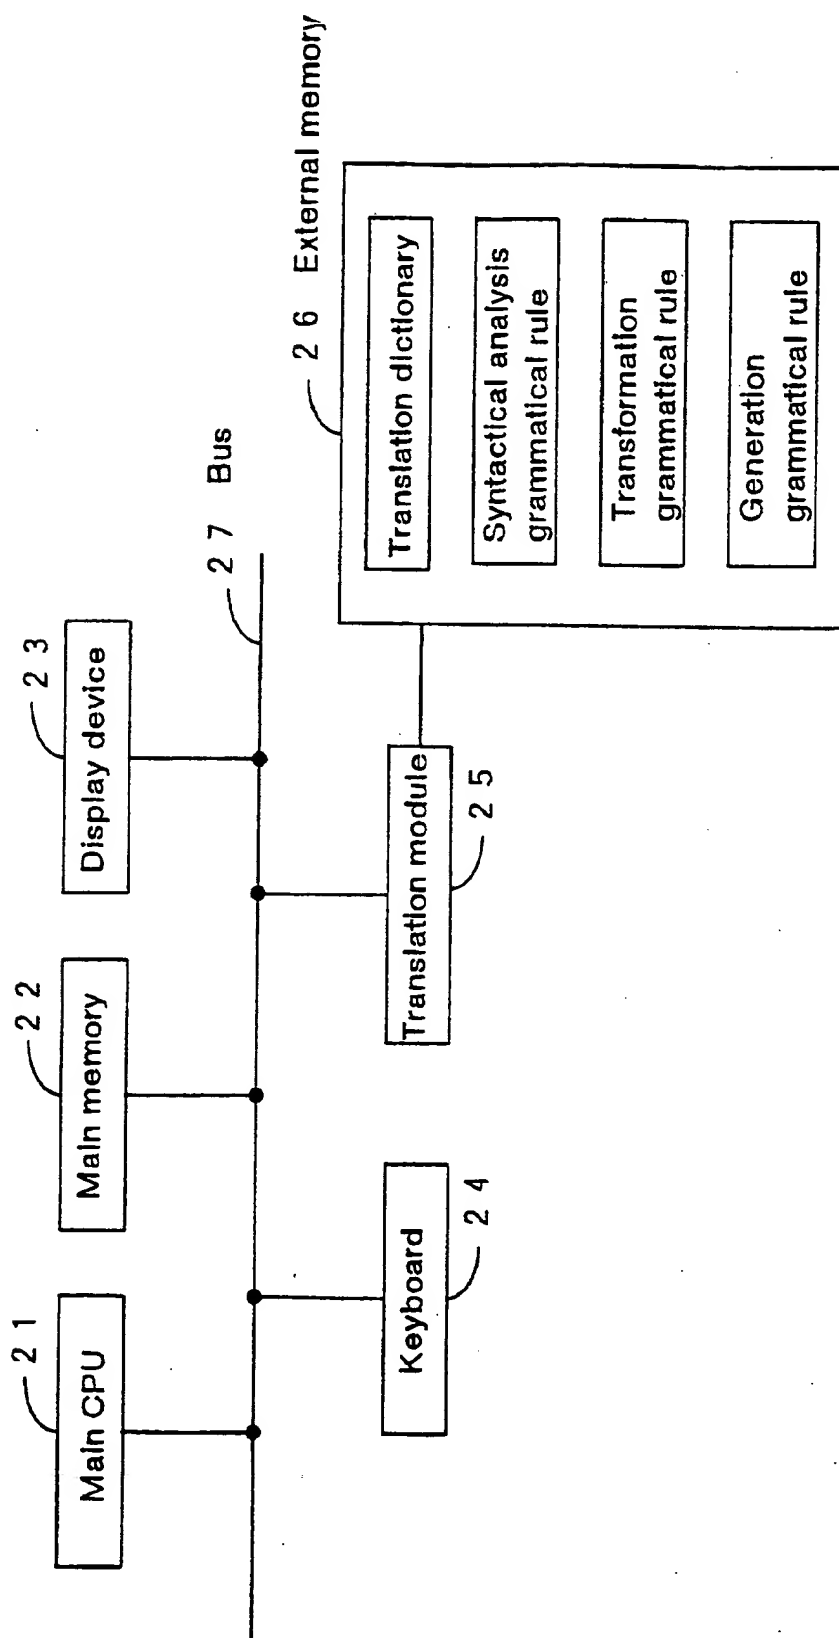 2 1
Main CPU
2 2
Main memory
2 3
Display device
2 7 Bus
Keyboard
2 4
Translation module
2 5
2 6 External memory
Translation dictionary
Syntactical analysis
grammatical rule
Transformation
grammatical rule
Generation
grammatical rule